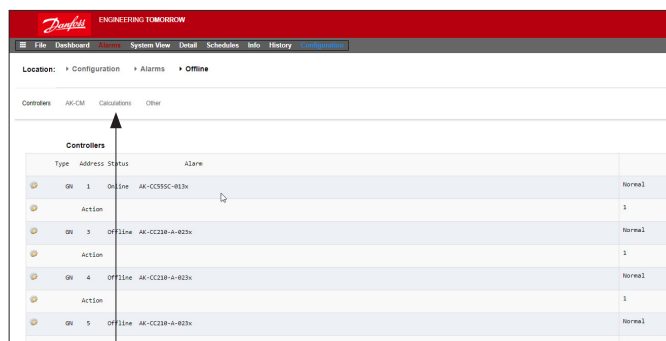 Danfoss ENGINEERING TOMORROW
File Dashboard Alarms System View Detail Schedules Info History Configuration
Location: Configuration Alarms Offline
Controllers AK-CM Calculations Other
Controllers
Type Address Status Alarm
GN 1 Online AK-CC55SC-013x Normal
Action 1
GN 3 Offline AK-CC210-A-023x Normal
Action 1
GN 4 Offline AK-CC210-A-023x Normal
Action 1
GN 5 Offline AK-CC210-A-023x Normal